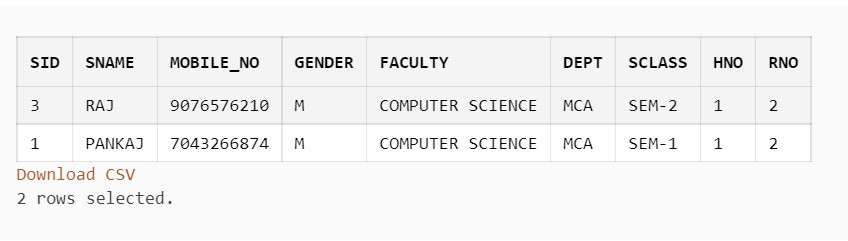 SID SNAME MOBILE_NO GENDER FACULTY DEPT SCLASS HNO RNO
3 RAJ 9076576210 M COMPUTER SCIENCE MCA SEM-2 1 2
1 PANKAJ 7043266874 M COMPUTER SCIENCE MCA SEM-1 1 2
Download CSV
2 rows selected.